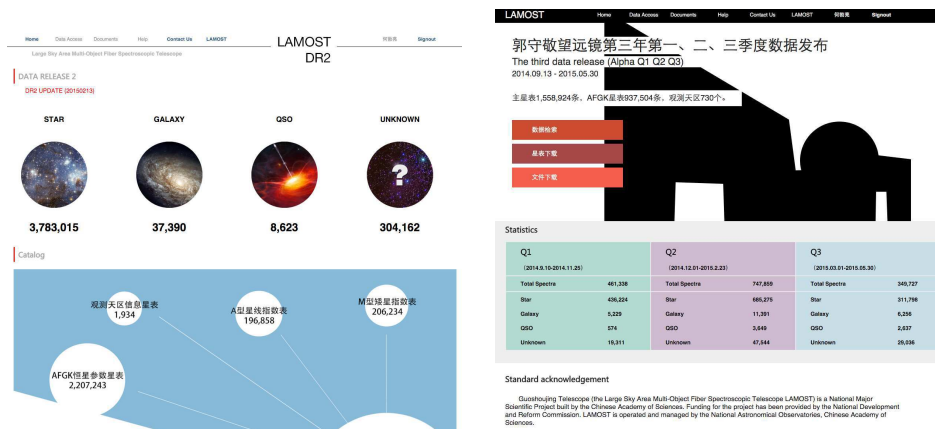 Home Data Access Documents Help Contact Us LAMOST
LAMOST
DR2
何勃亮 Signout
Large Sky Area Multi-Object Fiber Spectroscopic Telescope
DATA RELEASE 2
DR2 UPDATE (20150213)
STAR GALAXY QSO UNKNOWN
?
3,783,015 37,390 8,623 304,162
Catalog
观测天区信息星表
1,934
A型星线指数表
196,858
M型矮星指数表
206,234
AFGK恒星参数星表
2,207,243
LAMOST Home Data Access Documents Help Contact Us LAMOST 何勃亮 Signout
郭守敬望远镜第三年第一、二、三季度数据发布
The third data release (Alpha Q1 Q2 Q3)
2014.09.13 - 2015.05.30
主星表1,558,924条，AFGK星表937,504条，观测天区730个。
数据检索
星表下载
文件下载
Statistics
Q1 Q2 Q3
(2014.9.10-2014.11.25) (2014.12.01-2015.2.23) (2015.03.01-2015.05.30)
Total Spectra 461,338 Total Spectra 747,859 Total Spectra 349,727
Star 436,224 Star 685,275 Star 311,798
Galaxy 5,229 Galaxy 11,391 Galaxy 6,256
QSO 574 QSO 3,649 QSO 2,637
Unknown 19,311 Unknown 47,544 Unknown 29,036
Standard acknowledgement
Guoshoujing Telescope (the Large Sky Area Multi-Object Fiber Spectroscopic Telescope LAMOST) is a National Major
Scientific Project built by the Chinese Academy of Sciences. Funding for the project has been provided by the National Development
and Reform Commission. LAMOST is operated and managed by the National Astronomical Observatories, Chinese Academy of
Sciences.